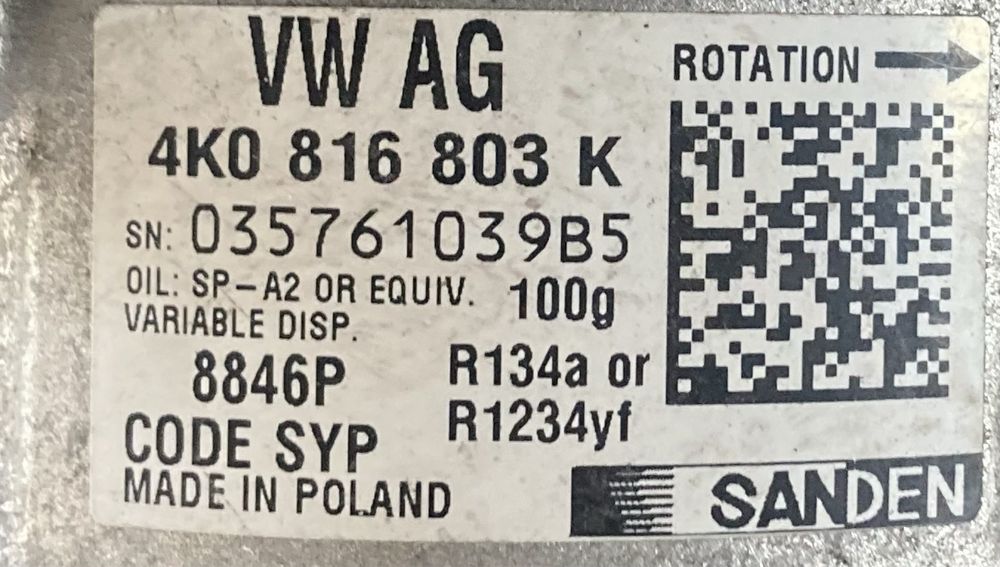 VW AG
ROTATION
4K0 816 803 K
SN: 035761039B5
OIL: SP-A2 OR EQUIV. 100g
VARIABLE DISP.
8846P R134a or
R1234yf
CODE SYP
MADE IN POLAND
SANDEN